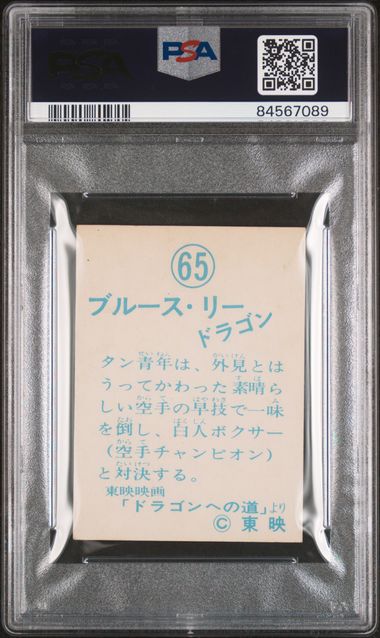 PSA
PSA
84567089
65
ブルース・リー
ドラゴン
タン青年は、外見とは
うってかわった素晴ら
しい空手の早技で一味
を倒し、白人ボクサー
(空手チャンピオン)
と対決する。
東映映画
「ドラゴンへの道」より
© 東映